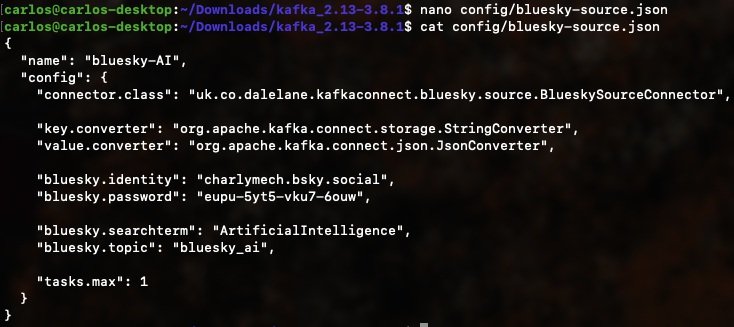 [carlos@carlos-desktop:~/Downloads/kafka_2.13-3.8.1$ nano config/bluesky-source.json
[carlos@carlos-desktop:~/Downloads/kafka_2.13-3.8.1$ cat config/bluesky-source.json
{
  "name": "bluesky-AI",
  "config": {
    "connector.class": "uk.co.dalelane.kafkaconnect.bluesky.source.BlueskySourceConnector",

    "key.converter": "org.apache.kafka.connect.storage.StringConverter",
    "value.converter": "org.apache.kafka.connect.json.JsonConverter",

    "bluesky.identity": "charlymech.bsky.social",
    "bluesky.password": "eupu-5yt5-vku7-6ouw",

    "bluesky.searchterm": "ArtificialIntelligence",
    "bluesky.topic": "bluesky_ai",

    "tasks.max": 1
  }
}